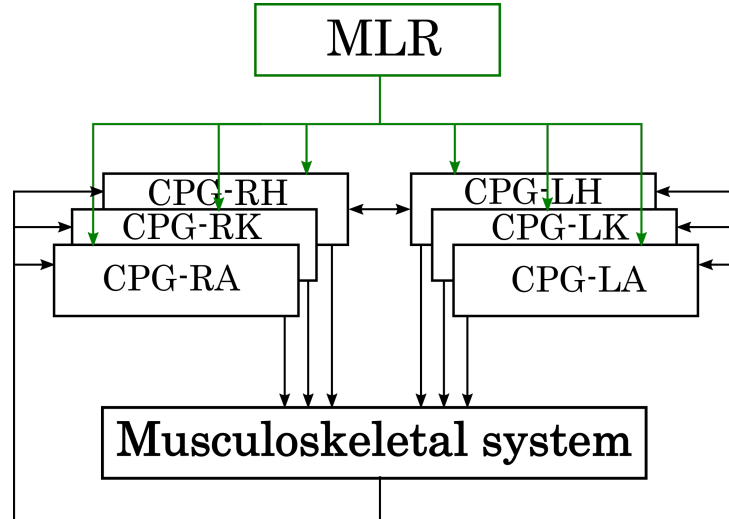 MLR
CPG-RH
CPG-LH
CPG-RK
CPG-LK
CPG-RA
CPG-LA
Musculoskeletal system